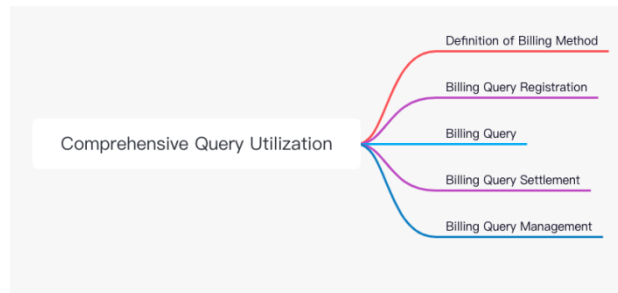 Definition of Billing Method
Billing Query Registration
Comprehensive Query Utilization
Billing Query
Billing Query Settlement
Billing Query Management